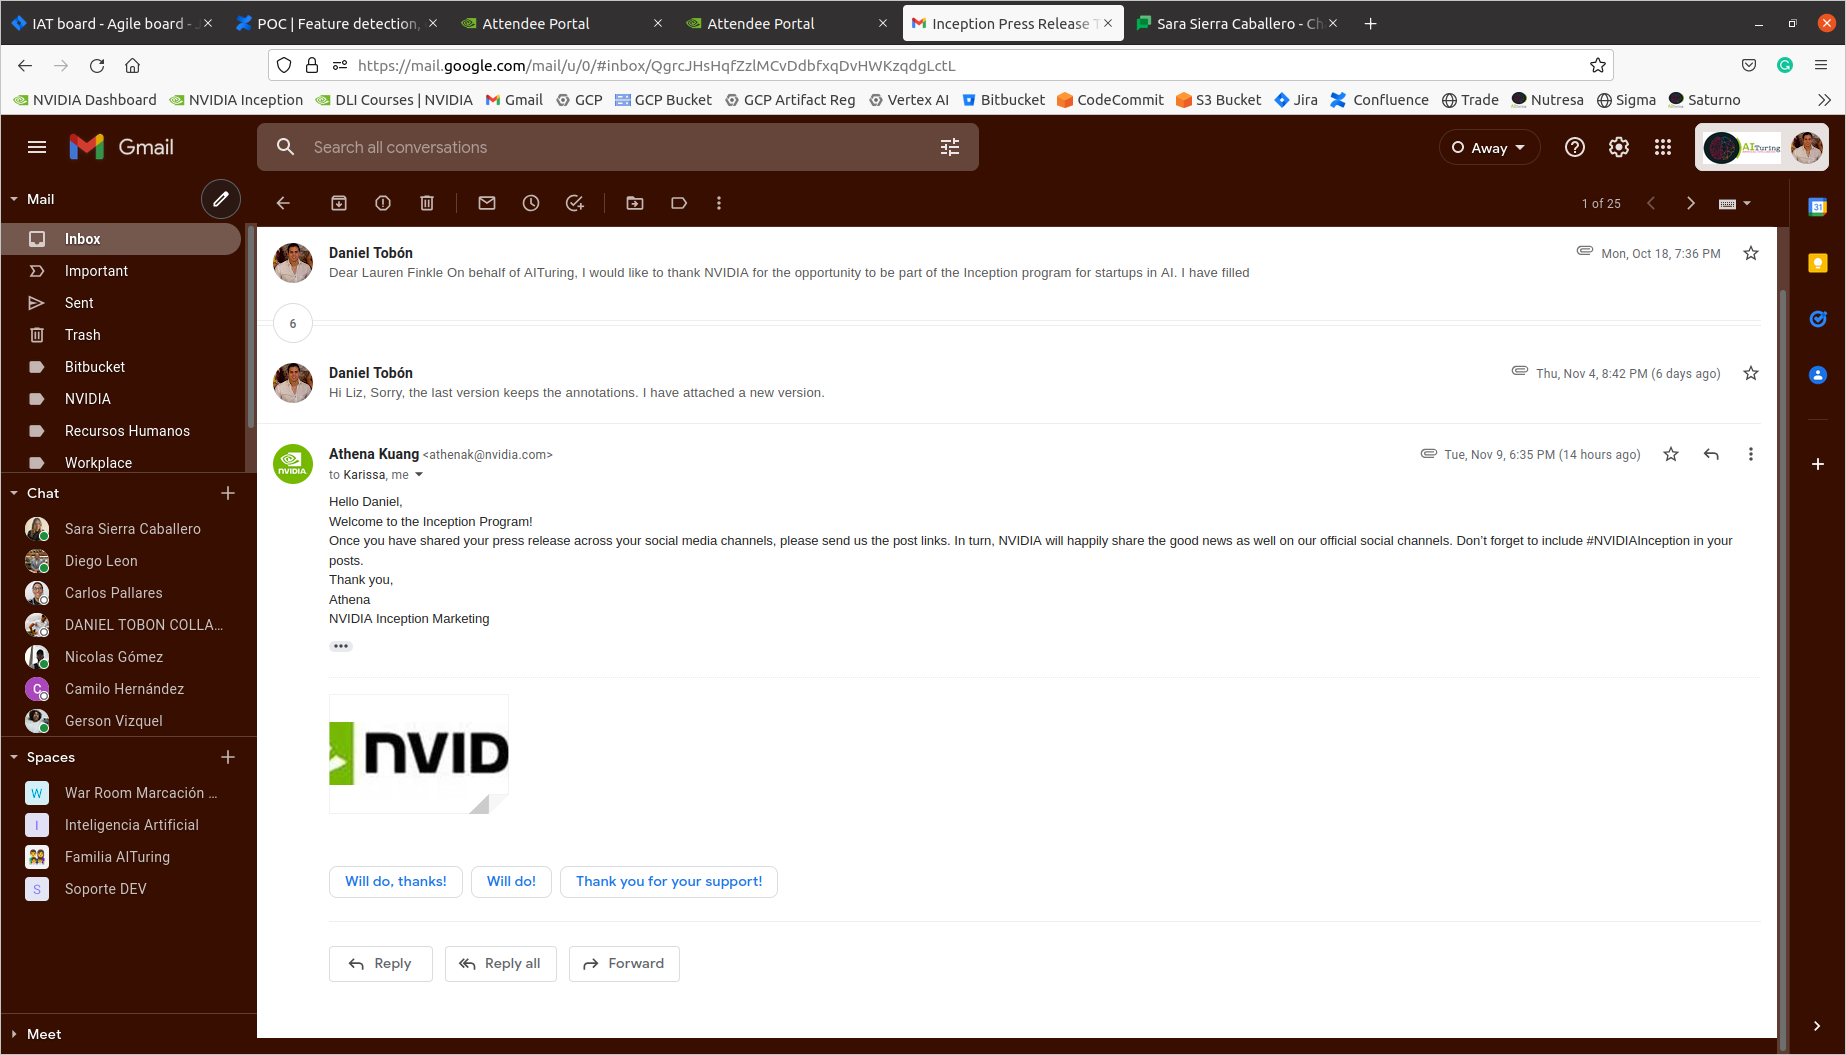 IAT board - Agile board - J
POC | Feature detection,
Attendee Portal
Attendee Portal
Inception Press Release T
Sara Sierra Caballero - Ch
https://mail.google.com/mail/u/0/#inbox/QgrcJHsHqfZzlMCvDdbfxqDvHWKzqdgLctL
NVIDIA Dashboard
NVIDIA Inception
DLI Courses | NVIDIA
Gmail
GCP
GCP Bucket
GCP Artifact Reg
Vertex AI
Bitbucket
CodeCommit
S3 Bucket
Jira
Confluence
Trade
Nutresa
Sigma
Saturno
Gmail
Search all conversations
Away
AITuring
Mail
Inbox
Important
Sent
Trash
Bitbucket
NVIDIA
Recursos Humanos
Workplace
Chat
Sara Sierra Caballero
Diego Leon
Carlos Pallares
DANIEL TOBON COLLA...
Nicolas Gómez
C
Camilo Hernández
Gerson Vizquel
Spaces
W
War Room Marcación ...
I
Inteligencia Artificial
Familia AITuring
S
Soporte DEV
Meet
1 of 25
31
Daniel Tobón
Mon, Oct 18, 7:36 PM
Dear Lauren Finkle On behalf of AITuring, I would like to thank NVIDIA for the opportunity to be part of the Inception program for startups in AI. I have filled
6
Daniel Tobón
Thu, Nov 4, 8:42 PM (6 days ago)
Hi Liz, Sorry, the last version keeps the annotations. I have attached a new version.
NVIDIA
Athena Kuang <athenak@nvidia.com>
Tue, Nov 9, 6:35 PM (14 hours ago)
to Karissa, me
Hello Daniel,
Welcome to the Inception Program!
Once you have shared your press release across your social media channels, please send us the post links. In turn, NVIDIA will happily share the good news as well on our official social channels. Don't forget to include #NVIDIAInception in your
posts.
Thank you,
Athena
NVIDIA Inception Marketing
nVID
Will do, thanks!
Will do!
Thank you for your support!
Reply
Reply all
Forward